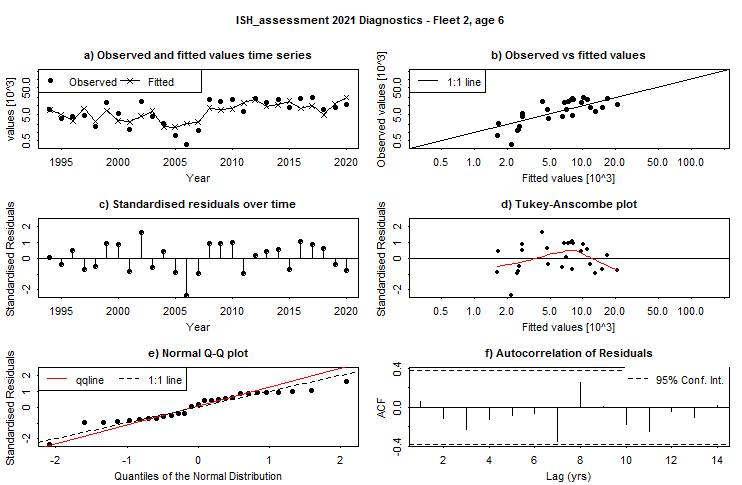 ISH_assessment 2021 Diagnostics - Fleet 2, age 6
a) Observed and fitted values time series
values [10^3]
0.5 5.0 50.0
Observed Fitted
1995 2000 2005 2010 2015 2020
Year
b) Observed vs fitted values
Observed values [10^3]
0.5 5.0 50.0
1:1 line
0.5 1.0 2.0 5.0 10.0 20.0 50.0 100.0
Fitted values [10^3]
c) Standardised residuals over time
Standardised Residuals
-2 0 1 2
1995 2000 2005 2010 2015 2020
Year
d) Tukey-Anscombe plot
Standardised Residuals
-2 0 1 2
0.5 1.0 2.0 5.0 10.0 20.0 50.0 100.0
Fitted values [10^3]
e) Normal Q-Q plot
Standardised Residuals
-2 0 1 2
qqline 1:1 line
-2 -1 0 1 2
Quantiles of the Normal Distribution
f) Autocorrelation of Residuals
ACF
-0.4 0.0 0.4
95% Conf. Int.
2 4 6 8 10 12 14
Lag (yrs)